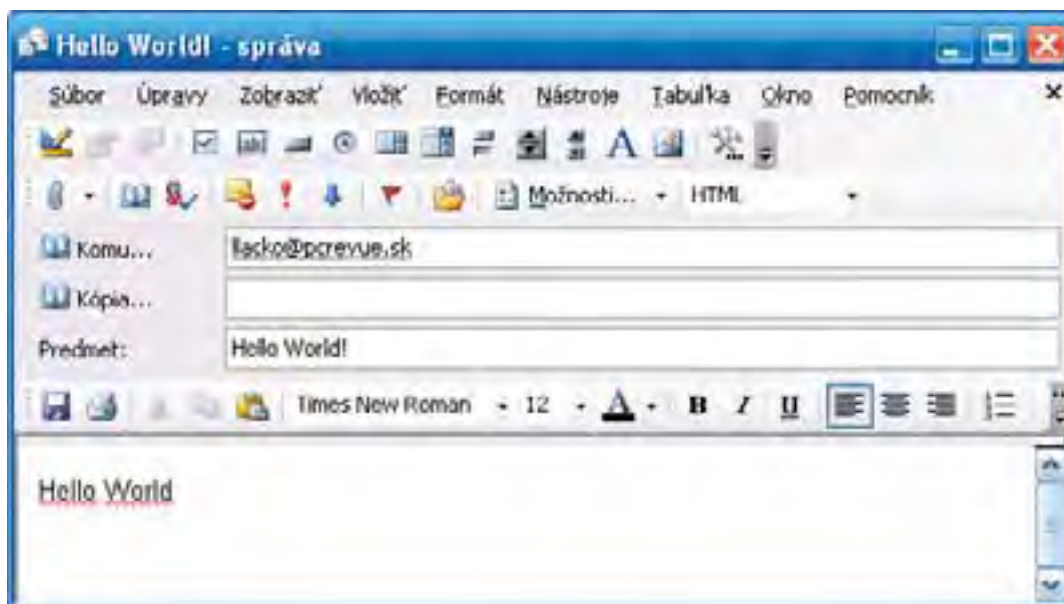 Hello World! - správa
Súbor Úpravy Zobraziť Vložiť Formát Nástroje Tabuľka Okno Pomocník
Možnosti... HTML
Komu... llacko@pcrevue.sk
Kópia...
Predmet: Hello World!
Times New Roman 12 A B I U
Hello World